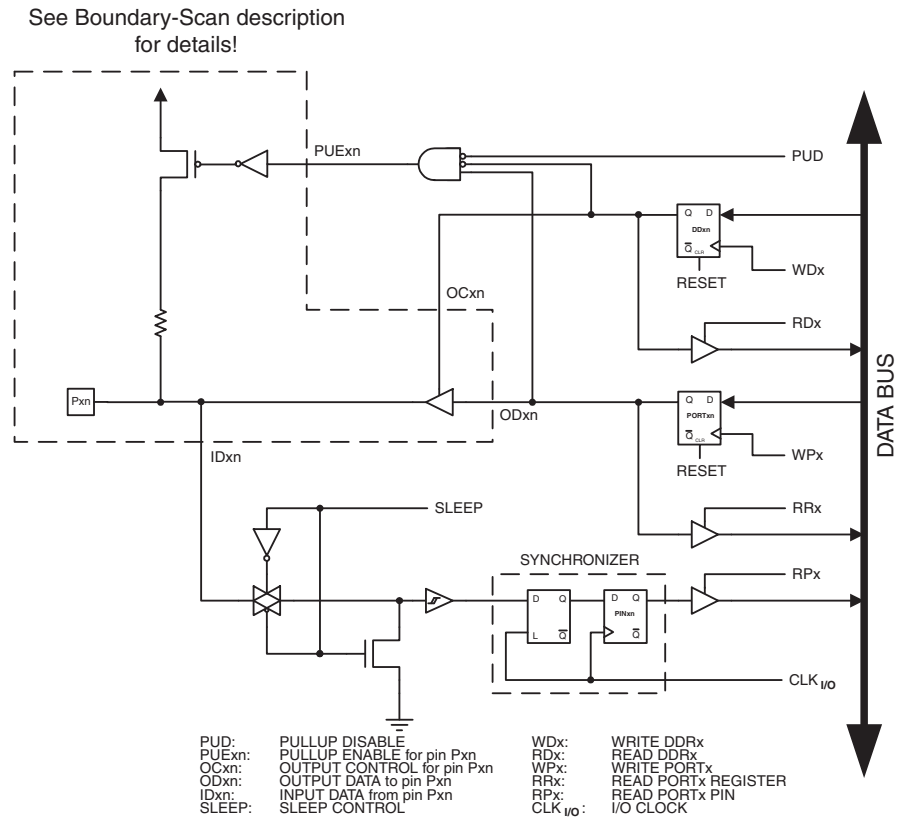 See Boundary-Scan description
for details!
PUExn
PUD
Q D
DDxn
Q CLR
WDx
RESET
OCxn
RDx
Pxn
ODxn
Q D
PORTxn
Q CLR
WPx
RESET
IDxn
DATA BUS
SLEEP
RRx
SYNCHRONIZER
RPx
D Q
L Q
D Q
PINxn
Q
CLK I/O
PUD: PULLUP DISABLE
PUExn: PULLUP ENABLE for pin Pxn
OCxn: OUTPUT CONTROL for pin Pxn
ODxn: OUTPUT DATA to pin Pxn
IDxn: INPUT DATA from pin Pxn
SLEEP: SLEEP CONTROL
WDx: WRITE DDRx
RDx: READ DDRx
WPx: WRITE PORTx
RRx: READ PORTx REGISTER
RPx: READ PORTx PIN
CLK I/O: I/O CLOCK